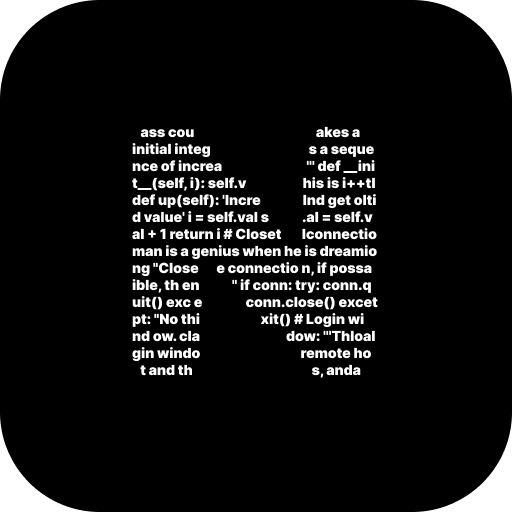 ass cou akes a
initial integ s a seque
nce of increa "' def __ini
t__(self, i): self.v his is i++tl
def up(self): 'Incre lnd get olti
d value' i = self.val s .al = self.v
al + 1 return i # Closet lconnectio
man is a genius when he is dreamio
ng "Close e connectio n, if possa
ible, th en " if conn: try: conn.q
uit() exc e conn.close() excet
pt: "No thi xit() # Login wi
nd ow. cla dow: "'Thloal
gin windo remote ho
t and th s, anda